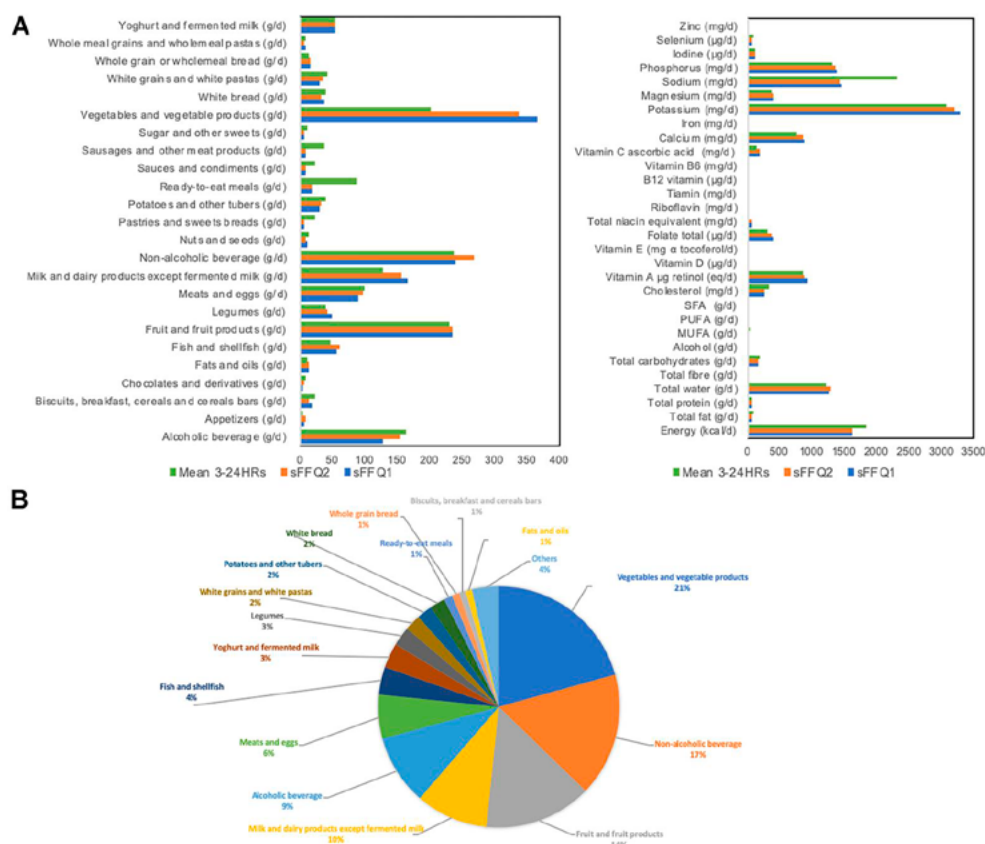 A
Yoghurt and fermented milk (g/d)
Whole meal grains and wholemeal pastas (g/d)
Whole grain or wholemeal bread (g/d)
White grains and white pastas (g/d)
White bread (g/d)
Vegetables and vegetable products (g/d)
Sugar and other sweets (g/d)
Sausages and other meat products (g/d)
Sauces and condiments (g/d)
Ready-to-eat meals (g/d)
Potatoes and other tubers (g/d)
Pastries and sweets breads (g/d)
Nuts and seeds (g/d)
Non-alcoholic beverage (g/d)
Milk and dairy products except fermented milk (g/d)
Meats and eggs (g/d)
Legumes (g/d)
Fruit and fruit products (g/d)
Fish and shellfish (g/d)
Fats and oils (g/d)
Chocolates and derivatives (g/d)
Biscuits, breakfast, cereals and cereals bars (g/d)
Appetizers (g/d)
Alcoholic beverage (g/d)
0 50 100 150 200 250 300 350 400
Mean 3-24HRs sFFQ2 sFFQ1
Zinc (mg/d)
Selenium (µg/d)
Iodine (µg/d)
Phosphorus (mg/d)
Sodium (mg/d)
Magnesium (mg/d)
Potassium (mg/d)
Iron (mg/d)
Calcium (mg/d)
Vitamin C ascorbic acid (mg/d)
Vitamin B6 (mg/d)
B12 vitamin (µg/d)
Tiamin (mg/d)
Riboflavin (mg/d)
Total niacin equivalent (mg/d)
Folate total (µg/d)
Vitamin E (mg α tocoferol/d)
Vitamin D (µg/d)
Vitamin A µg retinol (eq/d)
Cholesterol (mg/d)
SFA (g/d)
PUFA (g/d)
MUFA (g/d)
Alcohol (g/d)
Total carbohydrates (g/d)
Total fibre (g/d)
Total water (g/d)
Total protein (g/d)
Total fat (g/d)
Energy (kcal/d)
0 500 1000 1500 2000 2500 3000 3500
Mean 3-24HRs sFFQ2 sFFQ1
B
Biscuits, breakfast and cereals bars
1%
Whole grain bread
1%
Fats and oils
1%
White bread
2%
Ready-to-eat meals
1%
Others
4%
Potatoes and other tubers
2%
Vegetables and vegetable products
21%
White grains and white pastas
2%
Legumes
3%
Yoghurt and fermented milk
3%
Fish and shellfish
4%
Meats and eggs
6%
Non-alcoholic beverage
17%
Alcoholic beverage
9%
Milk and dairy products except fermented milk
10%
Fruit and fruit products